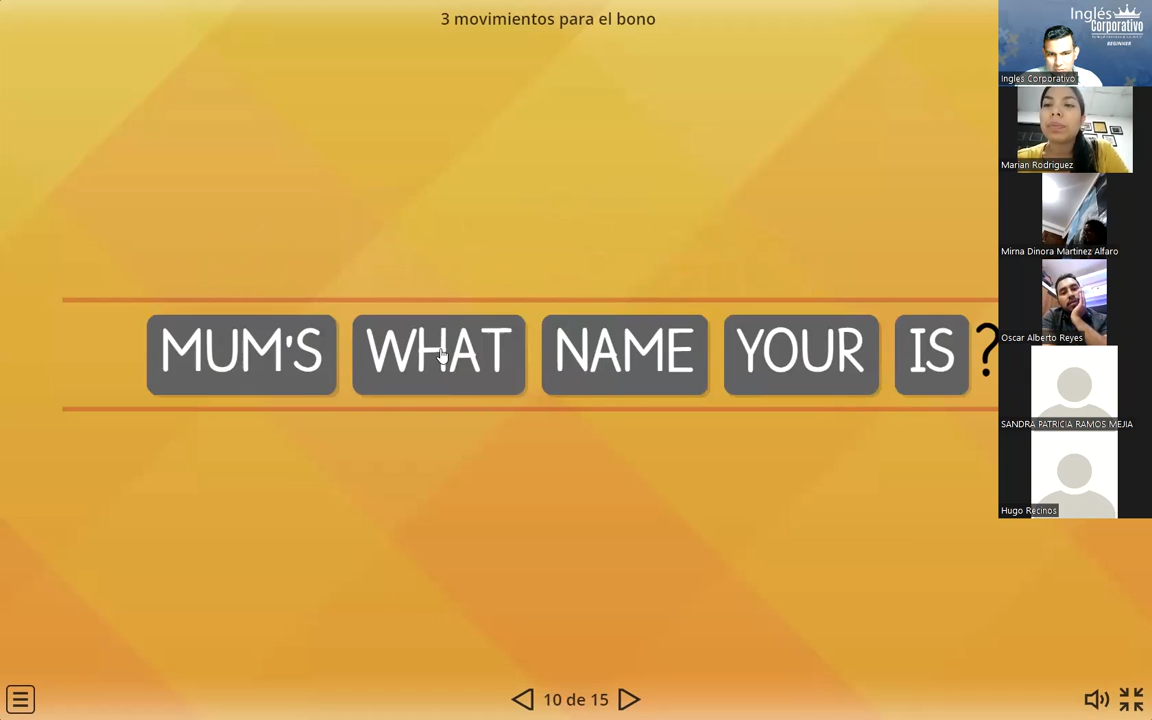 3 movimientos para el bono
MUM'S WHAT NAME YOUR IS ?
10 de 15
Inglés
Corporativo
BEGINNER
Ingles Corporativo
Marian Rodriguez
Mirna Dinora Martinez Alfaro
Oscar Alberto Reyes
SANDRA PATRICIA RAMOS MEJIA
Hugo Recinos